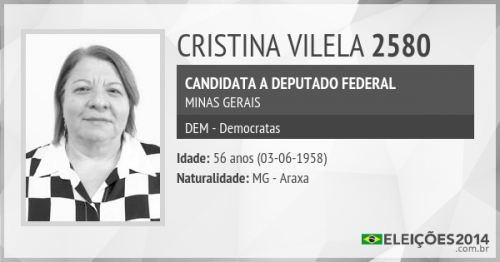 CRISTINA VILELA 2580
CANDIDATA A DEPUTADO FEDERAL
MINAS GERAIS
DEM - Democratas
Idade: 56 anos (03-06-1958)
Naturalidade: MG - Araxa
ELEIÇÕES2014
.com.br